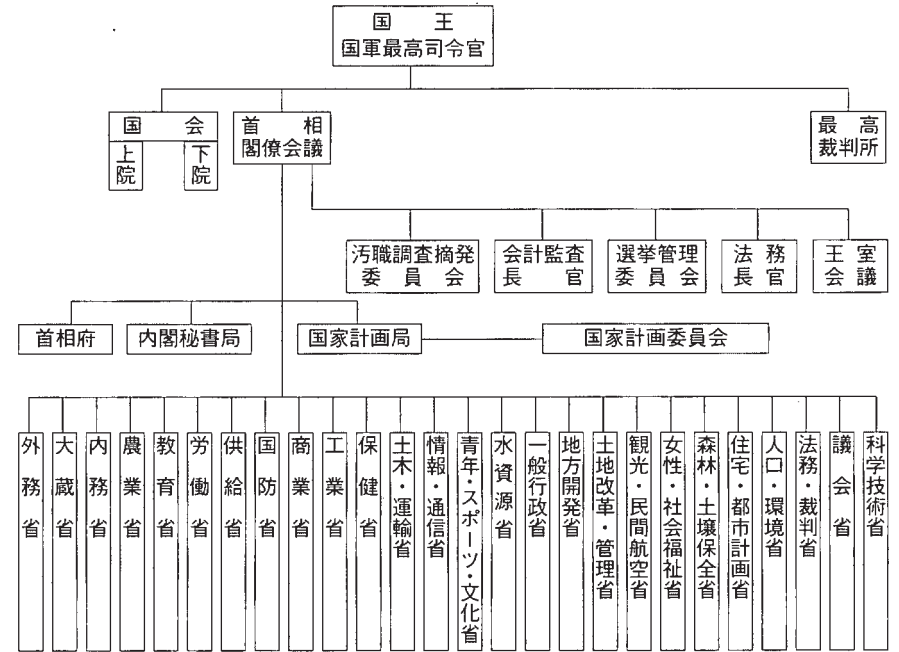 国王
国軍最高司令官
国会
上院
下院
首相
閣僚会議
最高
裁判所
汚職調査摘発
委員会
会計監査
長官
選挙管理
委員会
法務
長官
王室
会議
首相府
内閣秘書局
国家計画局
国家計画委員会
外務省
大蔵省
内務省
農業省
教育省
労働省
供給省
国防省
商業省
工業省
保健省
土木・運輸省
情報・通信省
青年・スポーツ・文化省
水資源省
一般行政省
地方開発省
土地改革・管理省
観光・民間航空省
女性・社会福祉省
森林・土壌保全省
住宅・都市計画省
人口・環境省
法務・裁判省
議会省
科学技術省